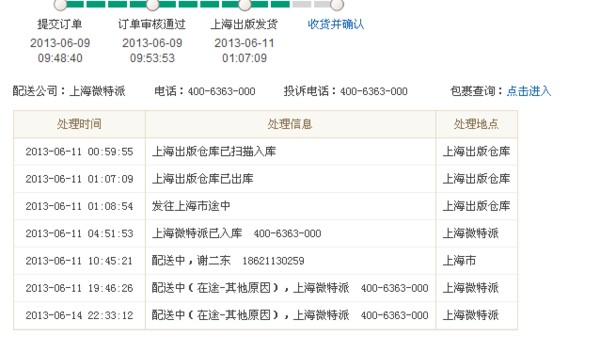 提交订单 订单审核通过 上海出版发货 收货并确认
2013-06-09 2013-06-09 2013-06-11
09:48:40 09:53:53 01:07:09
配送公司：上海微特派 电话：400-6363-000 投诉电话：400-6363-000 包裹查询：点击进入
处理时间 处理信息 处理地点
2013-06-11 00:59:55 上海出版仓库已扫描入库 上海出版仓库
2013-06-11 01:07:09 上海出版仓库已出库 上海出版仓库
2013-06-11 01:08:54 发往上海市途中 上海出版仓库
2013-06-11 04:51:53 上海微特派已入库 400-6363-000 上海微特派
2013-06-11 10:45:21 配送中，谢二东 18621130259 上海市
2013-06-11 19:46:26 配送中（在途-其他原因），上海微特派 400-6363-000 上海微特派
2013-06-14 22:33:12 配送中（在途-其他原因），上海微特派 400-6363-000 上海微特派